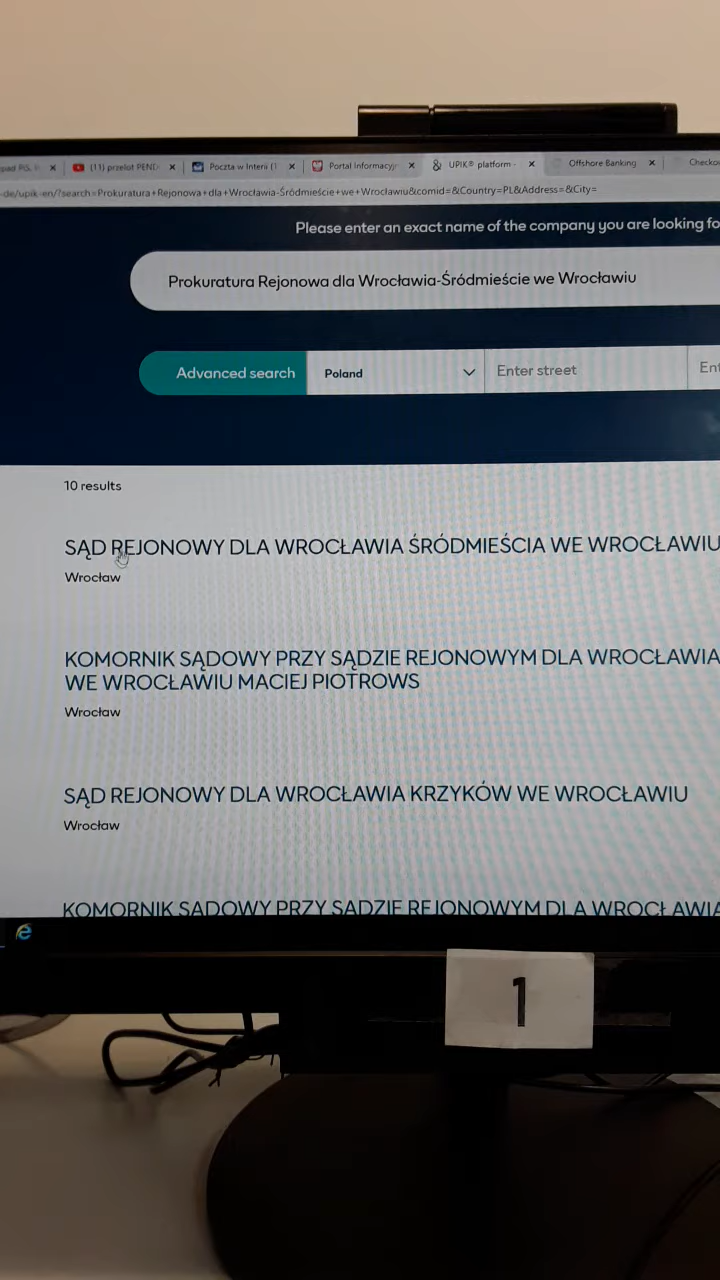 (11) przelot PEND
Poczta w Interii (1
Portal Informacyj
UPIK® platform -
Offshore Banking
Checko
-de/upik-en/?search=Prokuratura+Rejonowa+dla+Wrocławia-Śródmieście+we+Wrocławiu&comid=&Country=PL&Address=&City=
Please enter an exact name of the company you are looking fo
Prokuratura Rejonowa dla Wrocławia-Śródmieście we Wrocławiu
Advanced search
Poland
Enter street
Ent
10 results
SĄD REJONOWY DLA WROCŁAWIA ŚRÓDMIEŚCIA WE WROCŁAWIU
Wrocław
KOMORNIK SĄDOWY PRZY SĄDZIE REJONOWYM DLA WROCŁAWIA
WE WROCŁAWIU MACIEJ PIOTROWS
Wrocław
SĄD REJONOWY DLA WROCŁAWIA KRZYKÓW WE WROCŁAWIU
Wrocław
KOMORNIK SĄDOWY PRZY SĄDZIE REJONOWYM DLA WROCŁAWIA
1